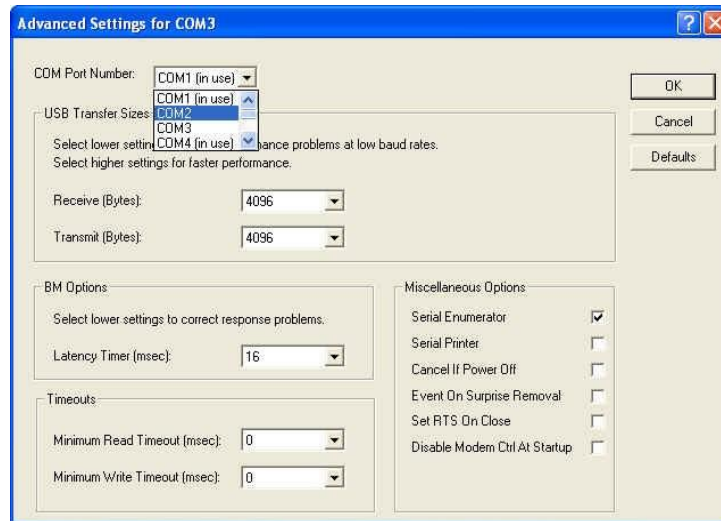 Advanced Settings for COM3
COM Port Number:
COM1 (in use)
COM1 (in use)
COM2
COM3
COM4 (in use)
OK
Cancel
Defaults
USB Transfer Sizes
Select lower settin mance problems at low baud rates.
Select higher settings for faster performance.
Receive (Bytes):
4096
Transmit (Bytes):
4096
BM Options
Select lower settings to correct response problems.
Latency Timer (msec):
16
Timeouts
Minimum Read Timeout (msec):
0
Minimum Write Timeout (msec):
0
Miscellaneous Options
Serial Enumerator
Serial Printer
Cancel If Power Off
Event On Surprise Removal
Set RTS On Close
Disable Modem Ctrl At Startup